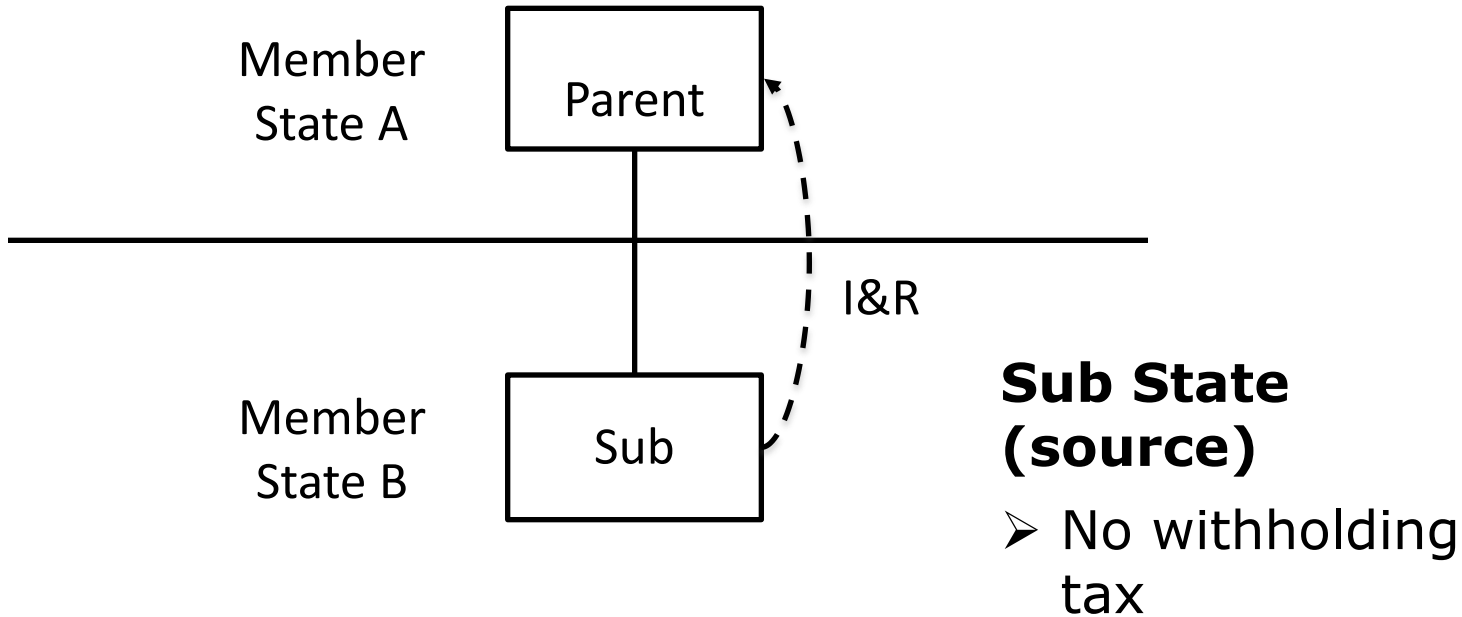 Member
State A
Parent
I&R
Member
State B
Sub
Sub State
(source)
➢ No withholding
tax